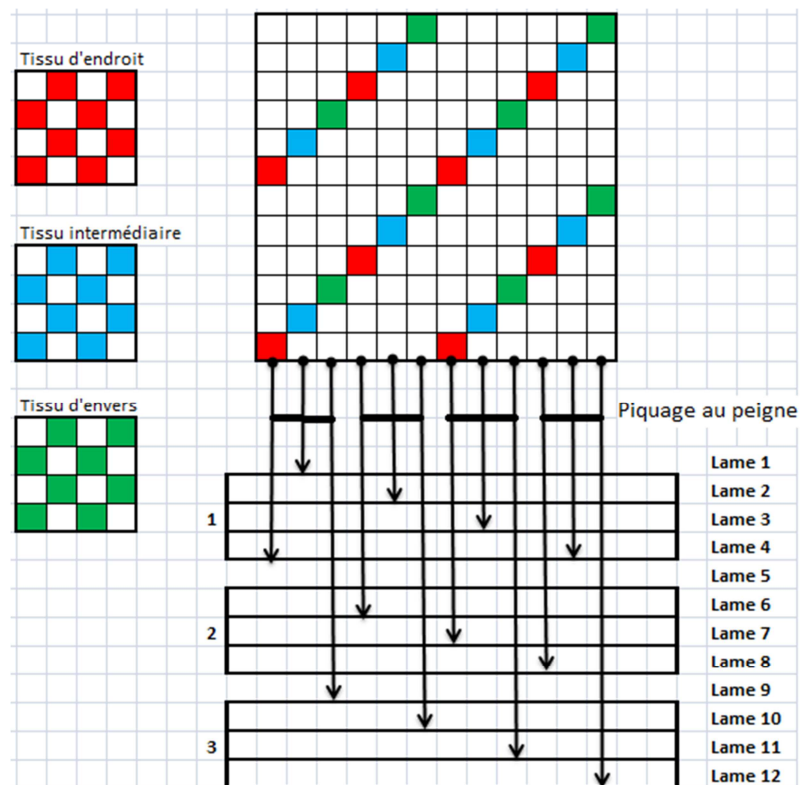 Tissu d'endroit
Tissu intermédiaire
Tissu d'envers
Piquage au peigne
Lame 1
Lame 2
1 Lame 3
Lame 4
Lame 5
Lame 6
2 Lame 7
Lame 8
Lame 9
Lame 10
3 Lame 11
Lame 12